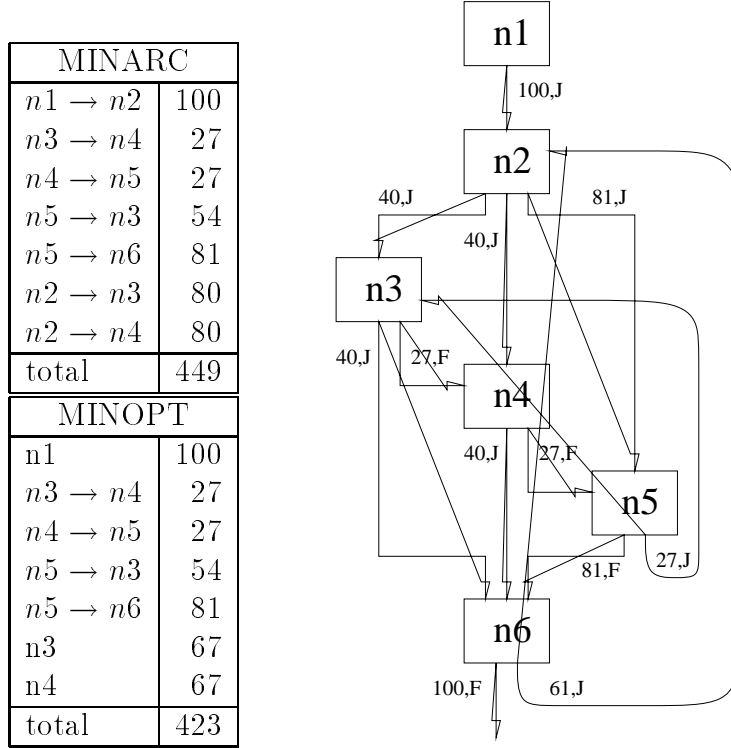 MINARC
n1 → n2 100
n3 → n4 27
n4 → n5 27
n5 → n3 54
n5 → n6 81
n2 → n3 80
n2 → n4 80
total 449
MINOPT
n1 100
n3 → n4 27
n4 → n5 27
n5 → n3 54
n5 → n6 81
n3 67
n4 67
total 423
n1
100,J
n2
40,J
40,J
81,J
n3
40,J
27,F
n4
40,J
27,F
n5
81,F
27,J
n6
100,F
61,J